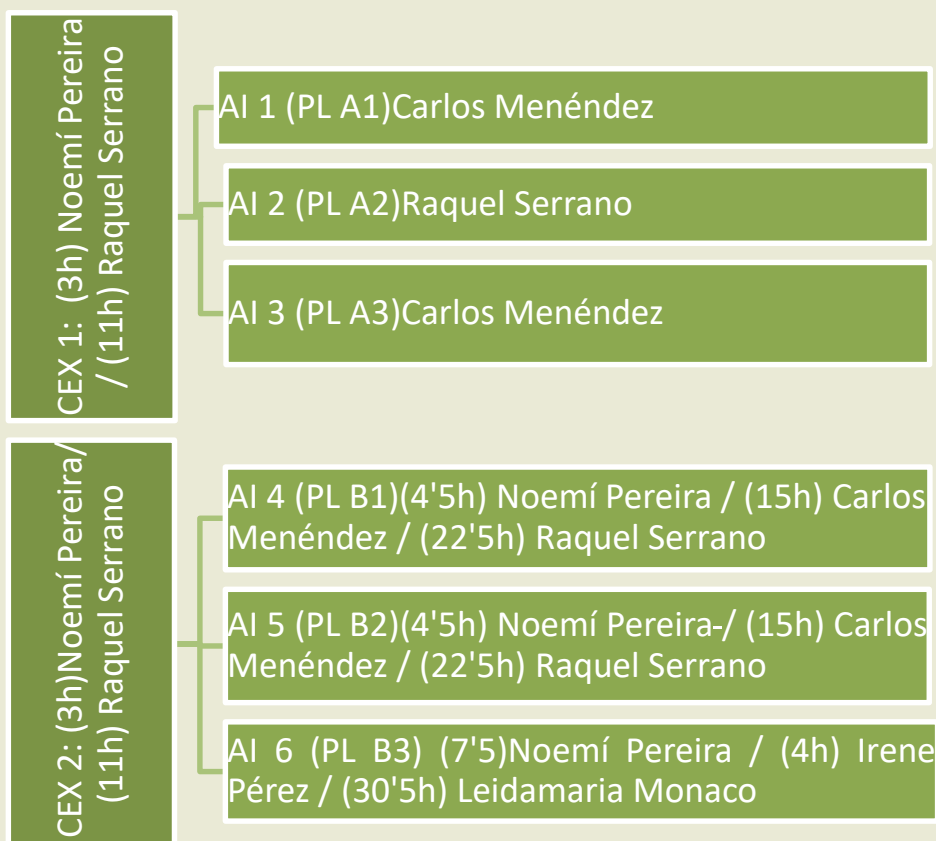 CEX 1: (3h) Noemí Pereira
/ (11h) Raquel Serrano
AI 1 (PL A1)Carlos Menéndez
AI 2 (PL A2)Raquel Serrano
AI 3 (PL A3)Carlos Menéndez
CEX 2: (3h)Noemí Pereira/
(11h) Raquel Serrano
AI 4 (PL B1)(4'5h) Noemí Pereira / (15h) Carlos
Menéndez / (22'5h) Raquel Serrano
AI 5 (PL B2)(4'5h) Noemí Pereira-/ (15h) Carlos
Menéndez / (22'5h) Raquel Serrano
AI 6 (PL B3) (7'5)Noemí Pereira / (4h) Irene
Pérez / (30'5h) Leidamaria Monaco